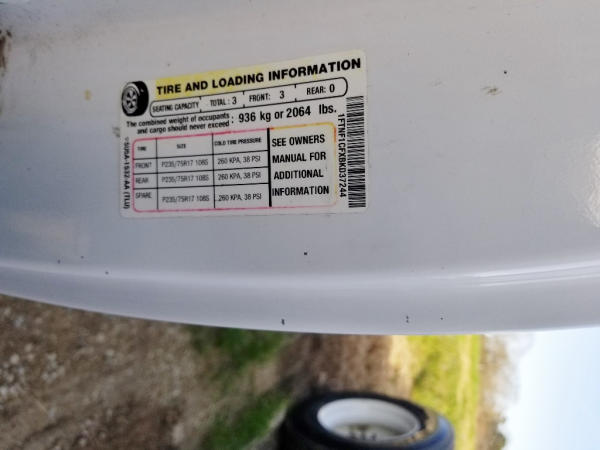 TIRE AND LOADING INFORMATION
SEATING CAPACITY TOTAL: 3 FRONT: 3 REAR: 0
The combined weight of occupants and cargo should never exceed : 936 kg or 2064 lbs.
TIRE SIZE COLD TIRE PRESSURE
FRONT P235/75R17 108S 260 KPA, 38 PSI
REAR P235/75R17 108S 260 KPA, 38 PSI
SPARE P235/75R17 108S 260 KPA, 38 PSI
SEE OWNERS
MANUAL FOR
ADDITIONAL
INFORMATION
1FTNF1CFXBKD37244